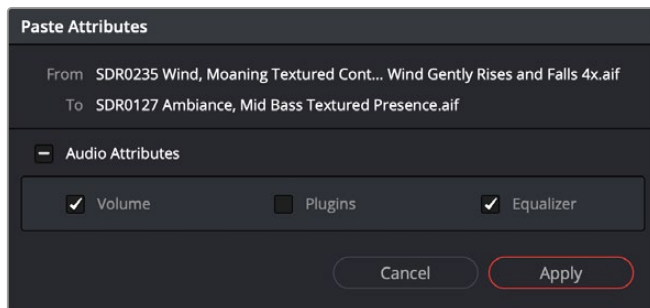 Paste Attributes
From SDR0235 Wind, Moaning Textured Cont... Wind Gently Rises and Falls 4x.aif
To SDR0127 Ambiance, Mid Bass Textured Presence.aif
Audio Attributes
Volume Plugins Equalizer
Cancel Apply